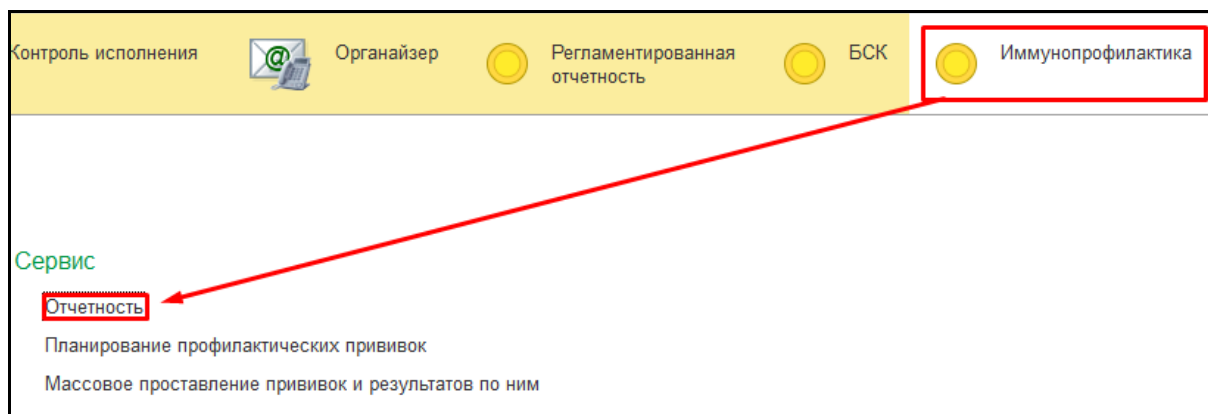 Контроль исполнения
Органайзер
Регламентированная
отчетность
БСК
Иммунопрофилактика
Сервис
Отчетность
Планирование профилактических прививок
Массовое проставление прививок и результатов по ним